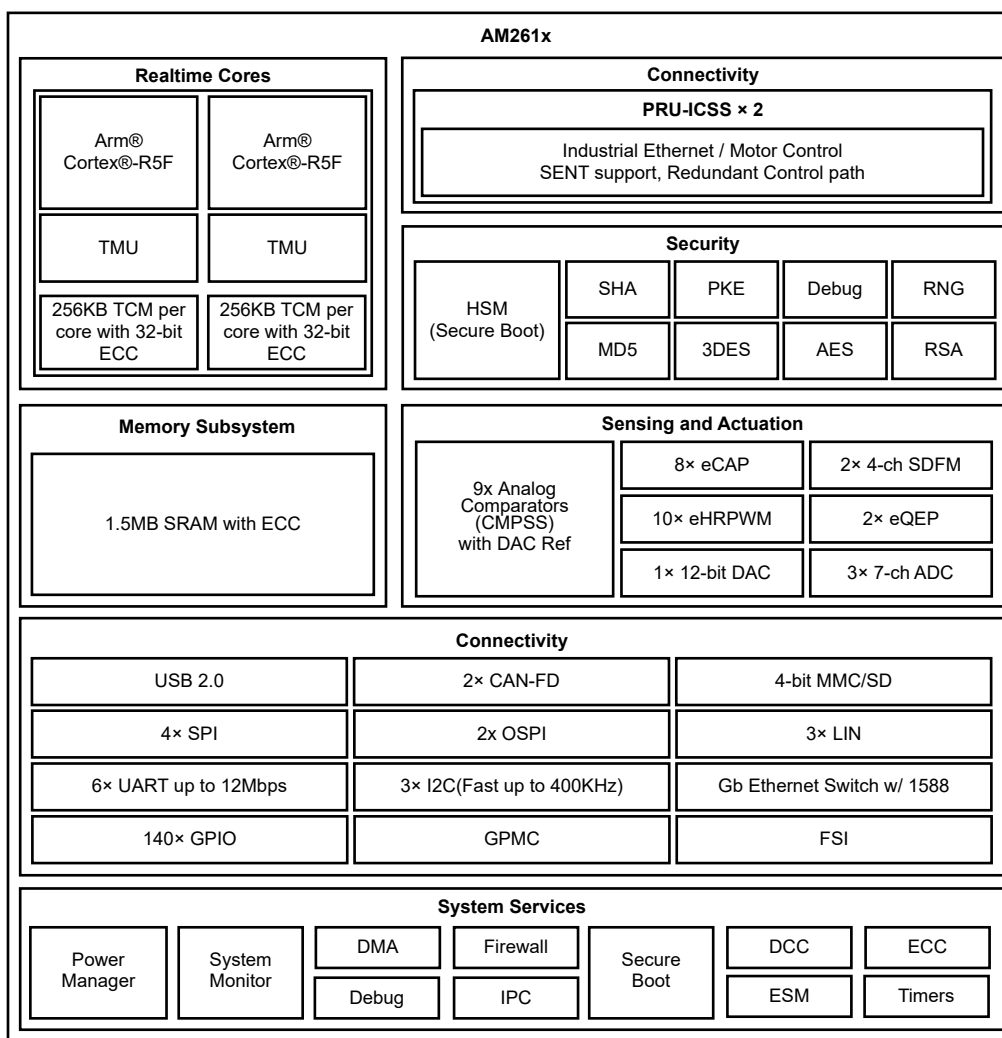 AM261x
Realtime Cores
Arm®
Cortex®-R5F
Arm®
Cortex®-R5F
TMU
TMU
256KB TCM per
core with 32-bit
ECC
256KB TCM per
core with 32-bit
ECC
Connectivity
PRU-ICSS × 2
Industrial Ethernet / Motor Control
SENT support, Redundant Control path
Security
HSM
(Secure Boot)
SHA
PKE
Debug
RNG
MD5
3DES
AES
RSA
Memory Subsystem
1.5MB SRAM with ECC
Sensing and Actuation
9x Analog
Comparators
(CMPSS)
with DAC Ref
8× eCAP
2× 4-ch SDFM
10× eHRPWM
2× eQEP
1× 12-bit DAC
3× 7-ch ADC
Connectivity
USB 2.0
2× CAN-FD
4-bit MMC/SD
4× SPI
2x OSPI
3× LIN
6× UART up to 12Mbps
3× I2C(Fast up to 400KHz)
Gb Ethernet Switch w/ 1588
140× GPIO
GPMC
FSI
System Services
Power
Manager
System
Monitor
DMA
Firewall
Secure
Boot
DCC
ECC
Debug
IPC
ESM
Timers